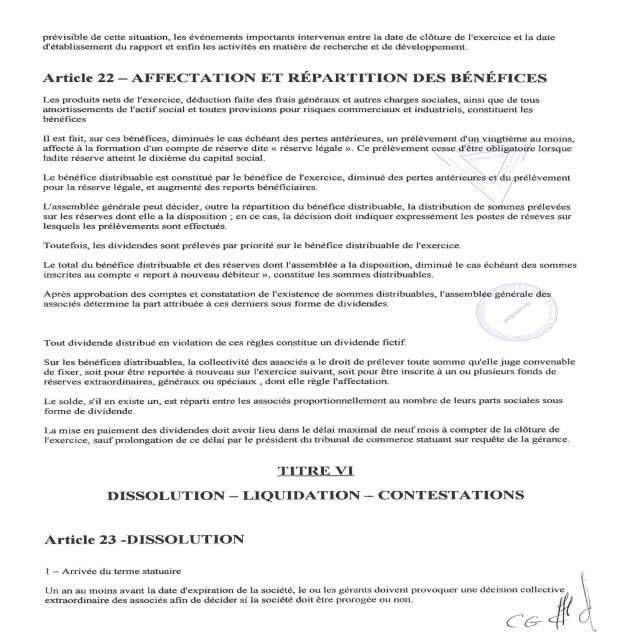 prévisible de cette situation, les événements importants intervenus entre la date de clôture de l'exercice et la date
d'établissement du rapport et enfin les activités en matière de recherche et de développement.
Article 22 – AFFECTATION ET RÉPARTITION DES BÉNÉFICES
Les produits nets de l'exercice, déduction faite des frais généraux et autres charges sociales, ainsi que de tous
amortissements de l'actif social et toutes provisions pour risques commerciaux et industriels, constituent les
bénéfices
Il est fait, sur ces bénéfices, diminués le cas échéant des pertes antérieures, un prélèvement d'un vingtième au moins,
affecté à la formation d'un compte de réserve dite « réserve légale ». Ce prélèvement cesse d'être obligatoire lorsque
ladite réserve atteint le dixième du capital social.
Le bénéfice distribuable est constitué par le bénéfice de l'exercice, diminué des pertes antérieures et du prélèvement
pour la réserve légale, et augmenté des reports bénéficiaires.
L'assemblée générale peut décider, outre la répartition du bénéfice distribuable, la distribution de sommes prélevées
sur les réserves dont elle a la disposition ; en ce cas, la décision doit indiquer expressément les postes de réseves sur
lesquels les prélèvements sont effectués.
Toutefois, les dividendes sont prélevés par priorité sur le bénéfice distribuable de l'exercice.
Le total du bénéfice distribuable et des réserves dont l'assemblée a la disposition, diminué le cas échéant des sommes
inscrites au compte « report à nouveau débiteur », constitue les sommes distribuables.
Après approbation des comptes et constatation de l'existence de sommes distribuables, l'assemblée générale des
associés détermine la part attribuée à ces derniers sous forme de dividendes.
Tout dividende distribué en violation de ces règles constitue un dividende fictif.
Sur les bénéfices distribuables, la collectivité des associés a le droit de prélever toute somme qu'elle juge convenable
de fixer, soit pour être reportée à nouveau sur l'exercice suivant, soit pour être inscrite à un ou plusieurs fonds de
réserves extraordinaires, généraux ou spéciaux , dont elle règle l'affectation.
Le solde, s'il en existe un, est réparti entre les associés proportionnellement au nombre de leurs parts sociales sous
forme de dividende.
La mise en paiement des dividendes doit avoir lieu dans le délai maximal de neuf mois à compter de la clôture de
l'exercice, sauf prolongation de ce délai par le président du tribunal de commerce statuant sur requête de la gérance.
TITRE VI
DISSOLUTION – LIQUIDATION – CONTESTATIONS
Article 23 -DISSOLUTION
1 – Arrivée du terme statuaire
Un an au moins avant la date d'expiration de la société, le ou les gérants doivent provoquer une décision collective
extraordinaire des associés afin de décider si la société doit être prorogée ou non.
CG